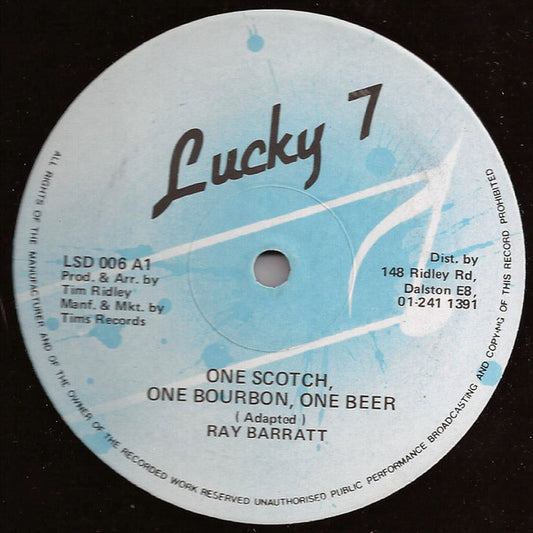 Lucky 7
LSD 006 A1
Prod. & Arr. by
Tim Ridley
Manf. & Mkt. by
Tims Records
Dist. by
148 Ridley Rd,
Dalston E8,
01-241 1391
ONE SCOTCH,
ONE BOURBON, ONE BEER
( Adapted )
RAY BARRATT
ALL RIGHTS OF THE MANUFACTURER AND OF THE OWNER OF THE RECORDED WORK RESERVED UNAUTHORISED PUBLIC PERFORMANCE BROADCASTING AND COPYING OF THIS RECORD PROHIBITED